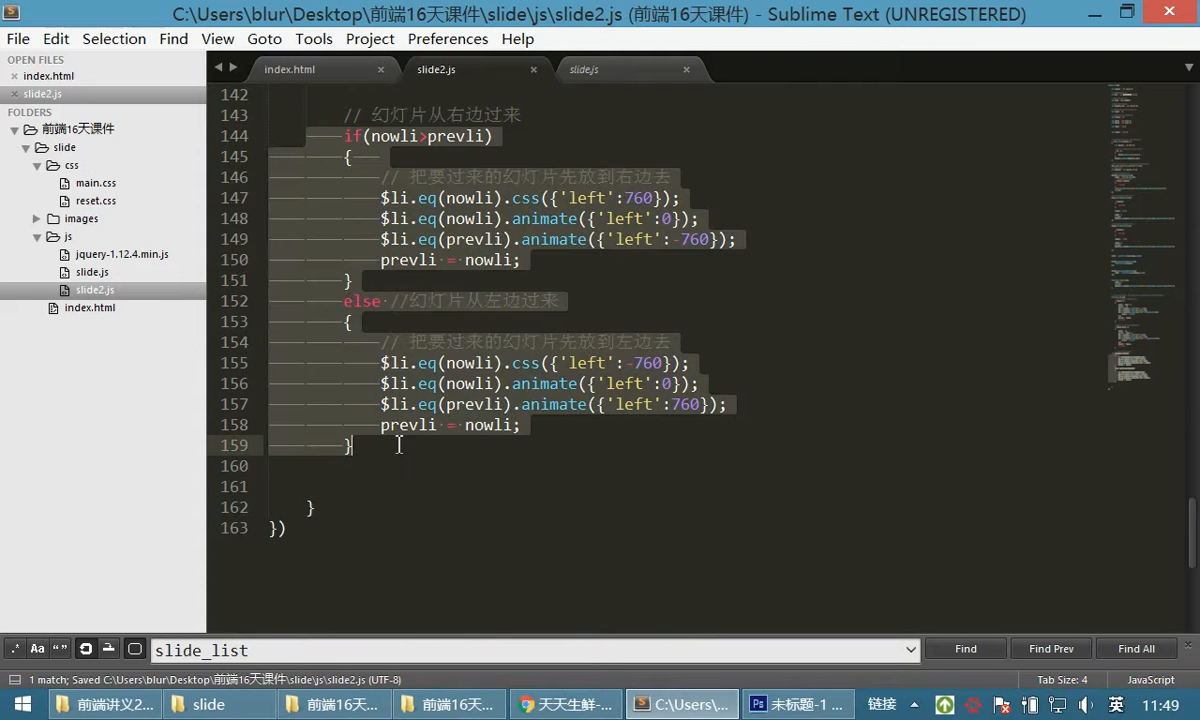 C:\Users\blur\Desktop\前端16天课件\slide\js\slide2.js (前端16天课件) - Sublime Text (UNREGISTERED)
File Edit Selection Find View Goto Tools Project Preferences Help
OPEN FILES
index.html
slide2.js
FOLDERS
前端16天课件
slide
css
main.css
reset.css
images
js
jquery-1.12.4.min.js
slide.js
slide2.js
index.html
index.html slide2.js slide.js
142
143 // 幻灯片从右边过来
144 if(nowli>prevli)
145 {
146 // 把要过来的幻灯片先放到右边去
147 $li.eq(nowli).css({'left':760});
148 $li.eq(nowli).animate({'left':0});
149 $li.eq(prevli).animate({'left':-760});
150 prevli = nowli;
151 }
152 else //幻灯片从左边过来
153 {
154 // 把要过来的幻灯片先放到左边去
155 $li.eq(nowli).css({'left':-760});
156 $li.eq(nowli).animate({'left':0});
157 $li.eq(prevli).animate({'left':760});
158 prevli = nowli;
159 }
160
161
162 }
163 })
.* Aa “” slide_list Find Find Prev Find All
1 match; Saved C:\Users\blur\Desktop\前端16天课件\slide\js\slide2.js (UTF-8) Tab Size: 4 JavaScript
前端讲义2... slide 前端16天... 前端16天... 天天生鲜-... C:\Users\... 未标题-1 ... 链接 英 11:49